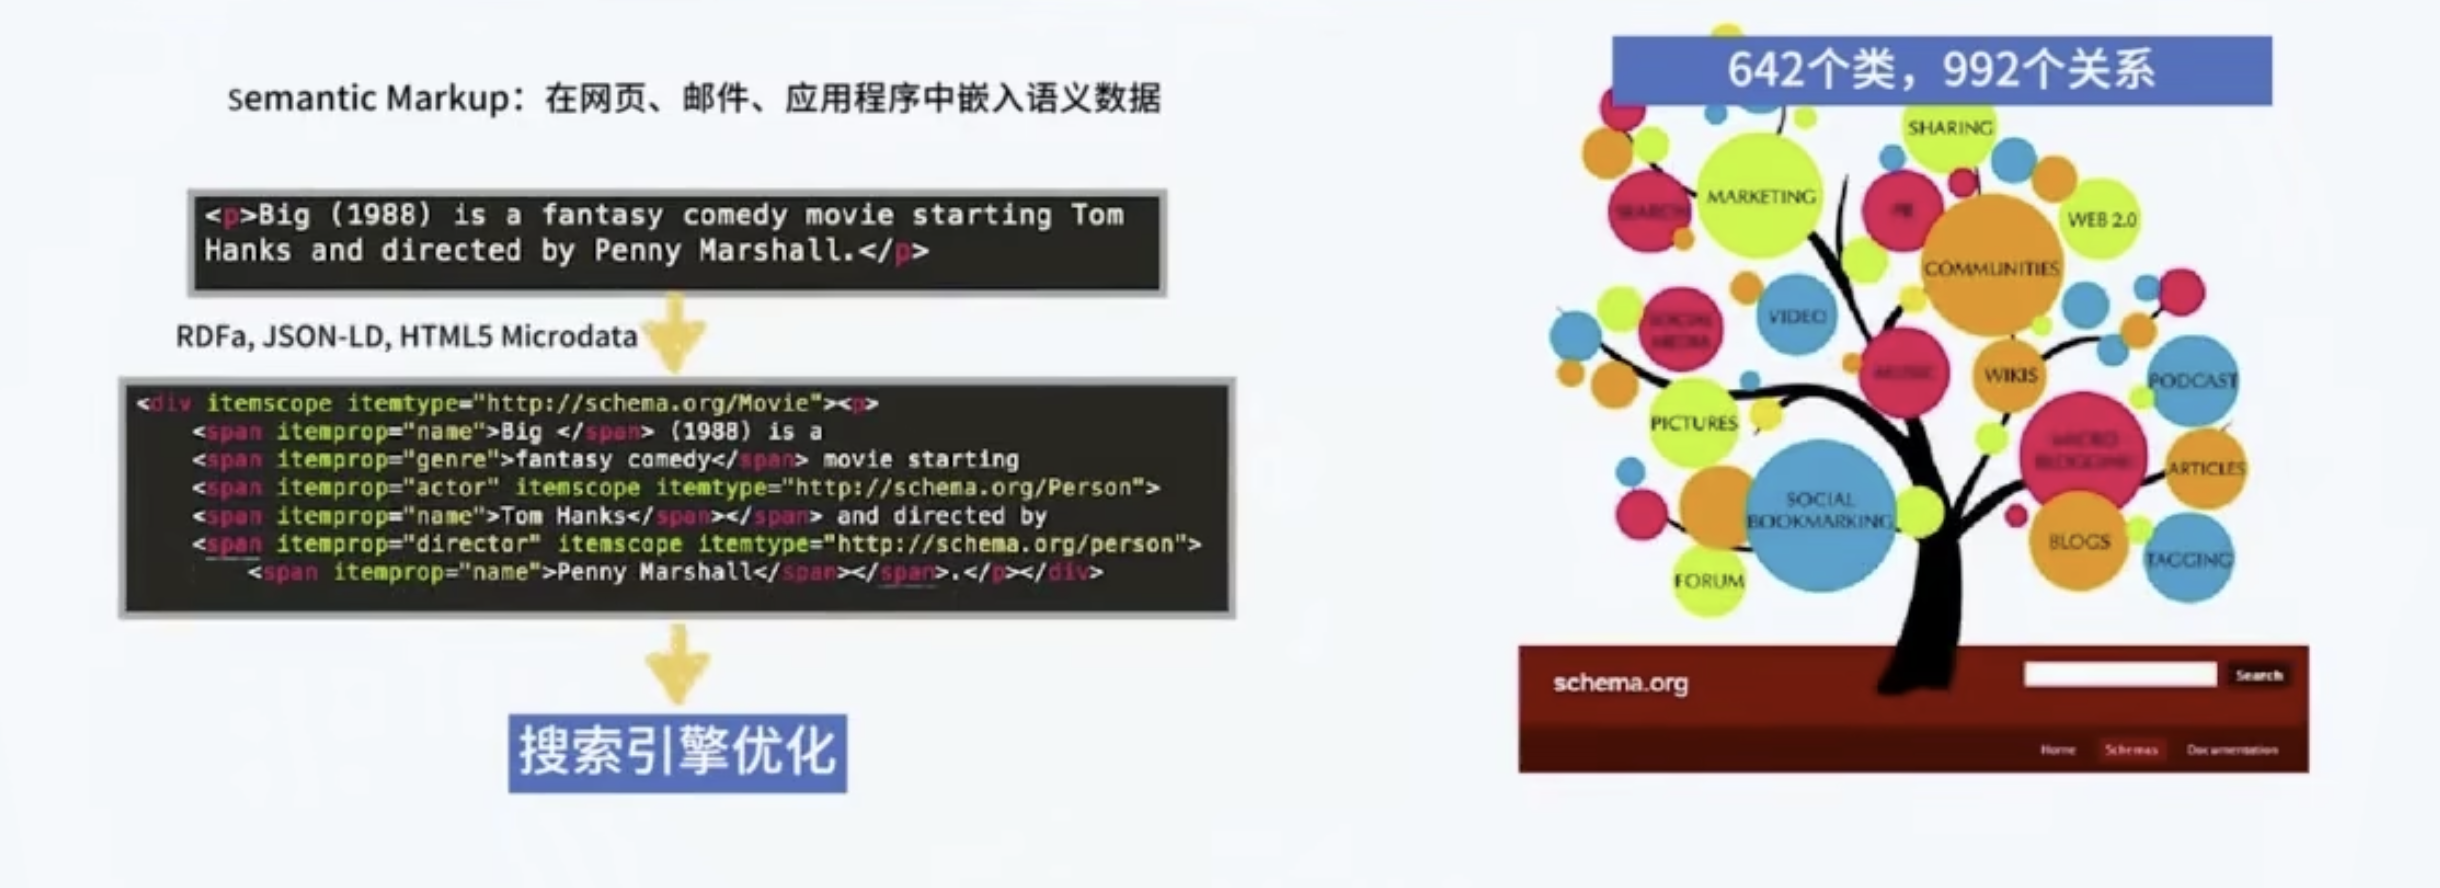 Semantic Markup：在网页、邮件、应用程序中嵌入语义数据
<p>Big (1988) is a fantasy comedy movie starting Tom
Hanks and directed by Penny Marshall.</p>
RDFa, JSON-LD, HTML5 Microdata
<div itemscope itemtype="http://schema.org/Movie"><p>
<span itemprop="name">Big </span> (1988) is a
<span itemprop="genre">fantasy comedy</span> movie starting
<span itemprop="actor" itemscope itemtype="http://schema.org/Person">
<span itemprop="name">Tom Hanks</span></span> and directed by
<span itemprop="director" itemscope itemtype="http://schema.org/person">
<span itemprop="name">Penny Marshall</span></span>.</p></div>
搜索引擎优化
642个类，992个关系
SHARING
MARKETING
SEARCH
WEB 2.0
COMMUNITIES
VIDEO
SOCIAL
MEDIA
MUSIC
WIKIS
PODCAST
PICTURES
MICRO
BLOGGING
ARTICLES
SOCIAL
BOOKMARKING
BLOGS
TAGGING
FORUM
schema.org
Search
Home
Schemas
Documentation